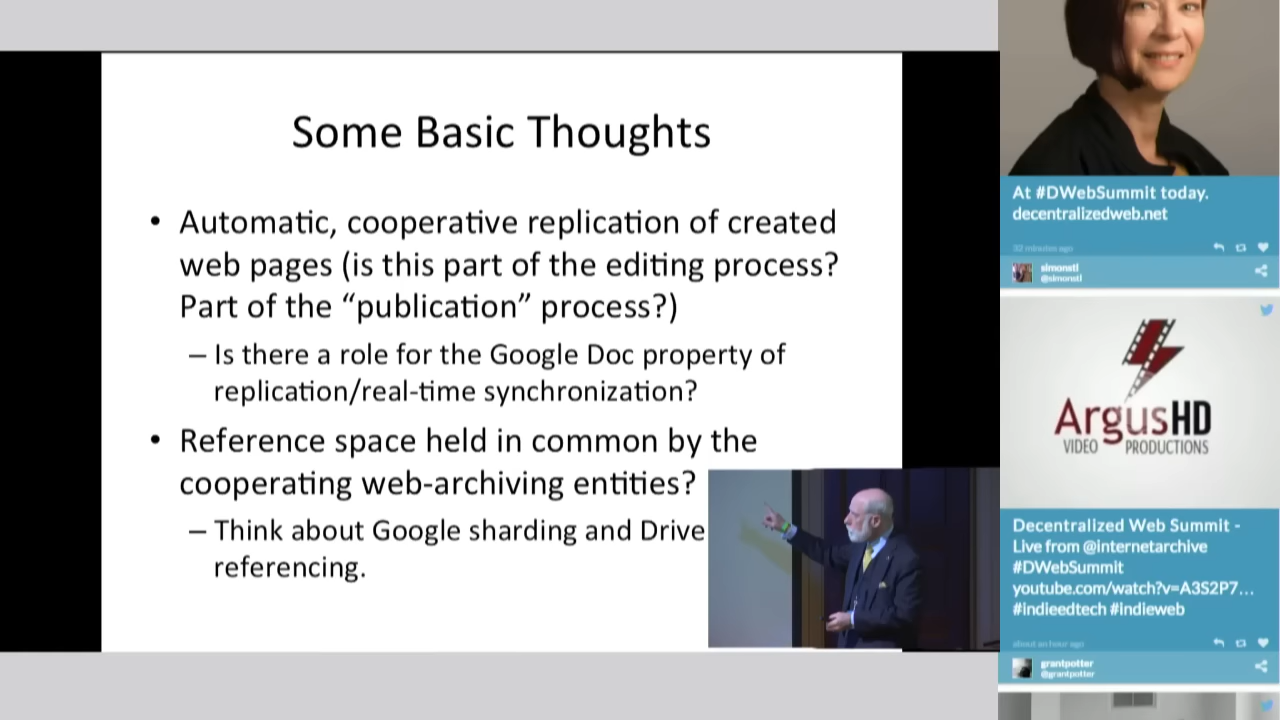 Some Basic Thoughts
• Automatic, cooperative replication of created
web pages (is this part of the editing process?
Part of the “publication” process?)
– Is there a role for the Google Doc property of
replication/real-time synchronization?
• Reference space held in common by the
cooperating web-archiving entities?
– Think about Google sharding and Drive
referencing.
At #DWebSummit today.
decentralizedweb.net
32 minutes ago
simonstl
@simonstl
ArgusHD
VIDEO PRODUCTIONS
Decentralized Web Summit -
Live from @internetarchive
#DWebSummit
youtube.com/watch?v=A3S2P7...
#indieedtech #indieweb
about an hour ago
grantpotter
@grantpotter